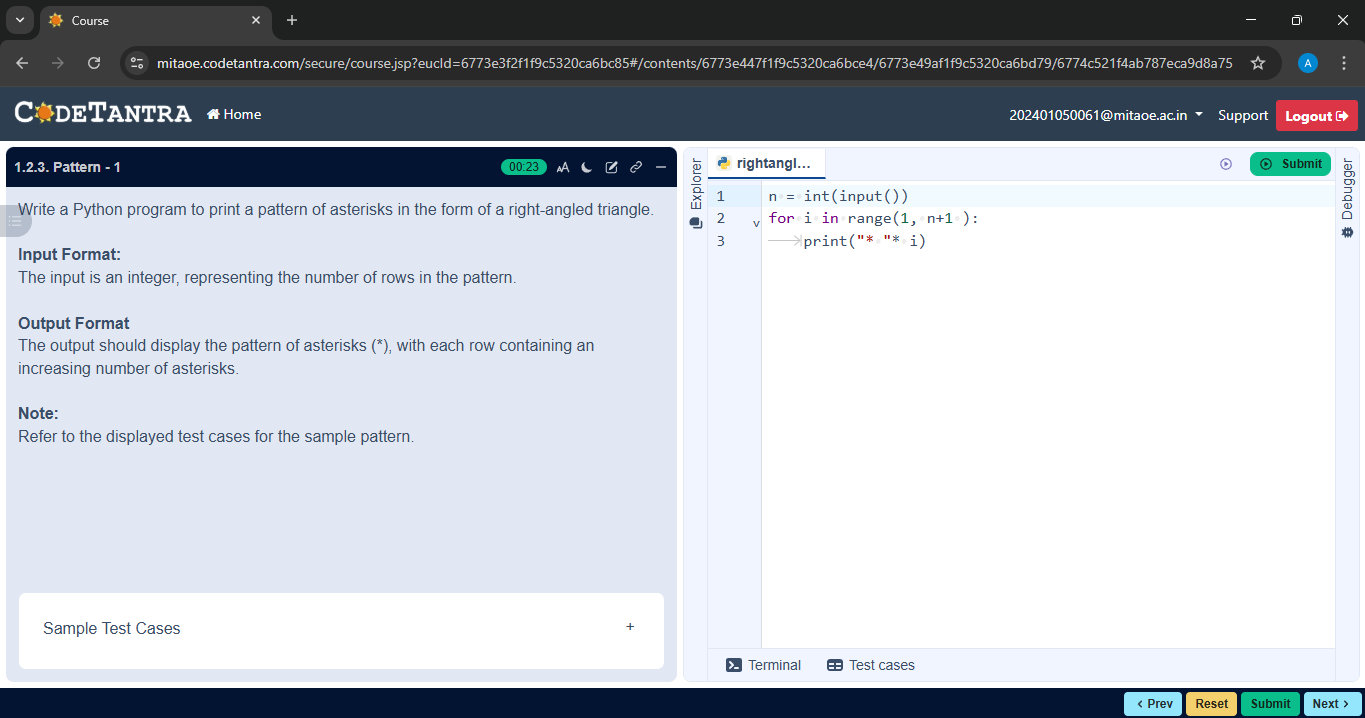 Course
mitaoe.codetantra.com/secure/course.jsp?eucId=6773e3f2f1f9c5320ca6bc85#/contents/6773e447f1f9c5320ca6bce4/6773e49af1f9c5320ca6bd79/6774c521f4ab787eca9d8a75
A
CODETANTRA
Home
202401050061@mitaoe.ac.in
Support
Logout
1.2.3. Pattern - 1
00:23
AA
Write a Python program to print a pattern of asterisks in the form of a right-angled triangle.
Input Format:
The input is an integer, representing the number of rows in the pattern.
Output Format
The output should display the pattern of asterisks (*), with each row containing an
increasing number of asterisks.
Note:
Refer to the displayed test cases for the sample pattern.
Sample Test Cases
+
Explorer
rightangl...
Submit
Debugger
1 n = int(input())
2 for i in range(1, n+1 ):
3 print("* "* i)
Terminal
Test cases
< Prev
Reset
Submit
Next >